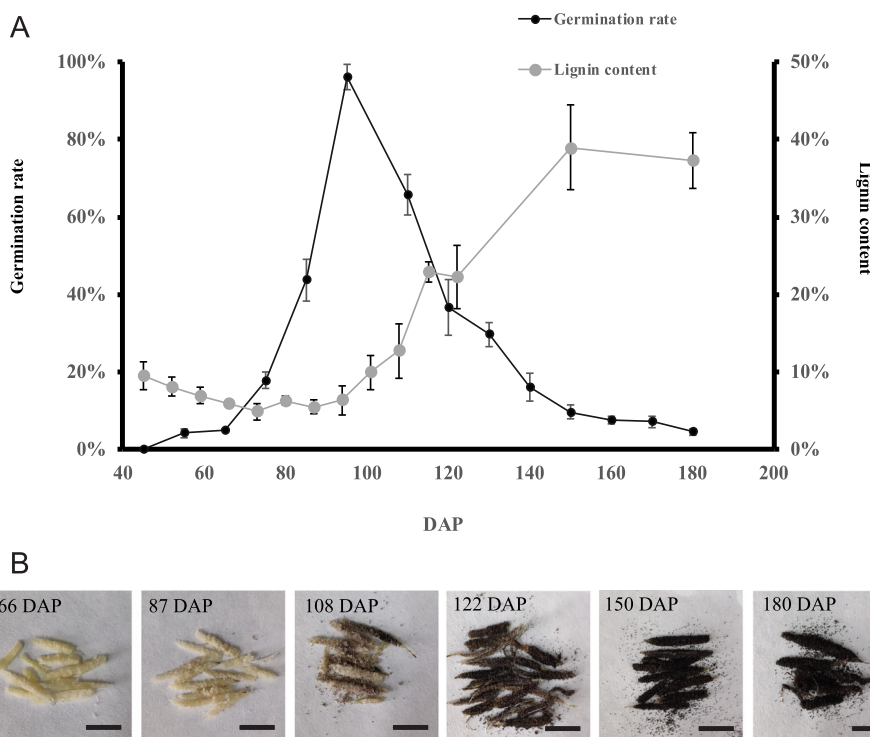 A
Germination rate
Lignin content
100%
80%
60%
40%
20%
0%
Germination rate
50%
40%
30%
20%
10%
0%
Lignin content
40 60 80 100 120 140 160 180 200
DAP
B
66 DAP 87 DAP 108 DAP 122 DAP 150 DAP 180 DAP